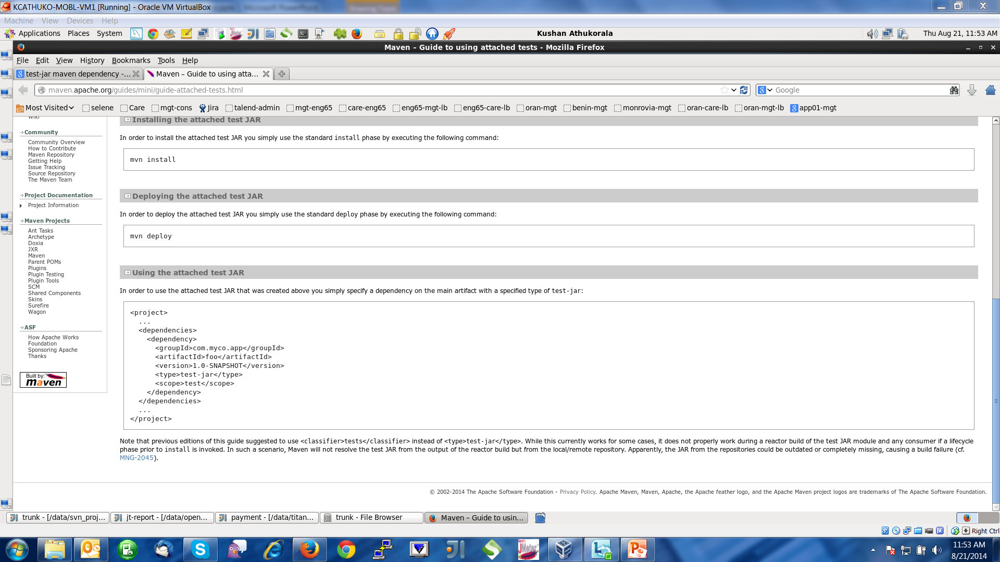 KCATHUKO-MOBL-VM1 [Running] - Oracle VM VirtualBox
Machine View Devices Help
Applications Places System Kushan Athukorala Thu Aug 21, 11:53 AM
Maven – Guide to using attached tests - Mozilla Firefox
File Edit View History Bookmarks Tools Help
test-jar maven dependency -... Maven – Guide to using atta...
maven.apache.org/guides/mini/guide-attached-tests.html Google
Most Visited selene Care mgt-cons Jira talend-admin mgt-eng65 care-eng65 eng65-mgt-lb eng65-care-lb oran-mgt benin-mgt monrovia-mgt oran-care-lb oran-mgt-lb app01-mgt
Wiki
Community
Community Overview
How to Contribute
Maven Repository
Getting Help
Issue Tracking
Source Repository
The Maven Team
Project Documentation
Project Information
Maven Projects
Ant Tasks
Archetype
Doxia
JXR
Maven
Parent POMs
Plugins
Plugin Testing
Plugin Tools
SCM
Shared Components
Skins
Surefire
Wagon
ASF
How Apache Works
Foundation
Sponsoring Apache
Thanks
Built by:
maven
Installing the attached test JAR
In order to install the attached test JAR you simply use the standard install phase by executing the following command:
mvn install
Deploying the attached test JAR
In order to deploy the attached test JAR you simply use the standard deploy phase by executing the following command:
mvn deploy
Using the attached test JAR
In order to use the attached test JAR that was created above you simply specify a dependency on the main artifact with a specified type of test-jar:
<project>
...
<dependencies>
<dependency>
<groupId>com.myco.app</groupId>
<artifactId>foo</artifactId>
<version>1.0-SNAPSHOT</version>
<type>test-jar</type>
<scope>test</scope>
</dependency>
</dependencies>
...
</project>
Note that previous editions of this guide suggested to use <classifier>tests</classifier> instead of <type>test-jar</type>. While this currently works for some cases, it does not properly work during a reactor build of the test JAR module and any consumer if a lifecycle
phase prior to install is invoked. In such a scenario, Maven will not resolve the test JAR from the output of the reactor build but from the local/remote repository. Apparently, the JAR from the repositories could be outdated or completely missing, causing a build failure (cf.
MNG-2045).
© 2002-2014 The Apache Software Foundation - Privacy Policy. Apache Maven, Maven, Apache, the Apache feather logo, and the Apache Maven project logos are trademarks of The Apache Software Foundation.
trunk - [/data/svn_proj... jt-report - [/data/open... payment - [/data/titan... trunk - File Browser Maven – Guide to usin...
Right Ctrl
11:53 AM
8/21/2014